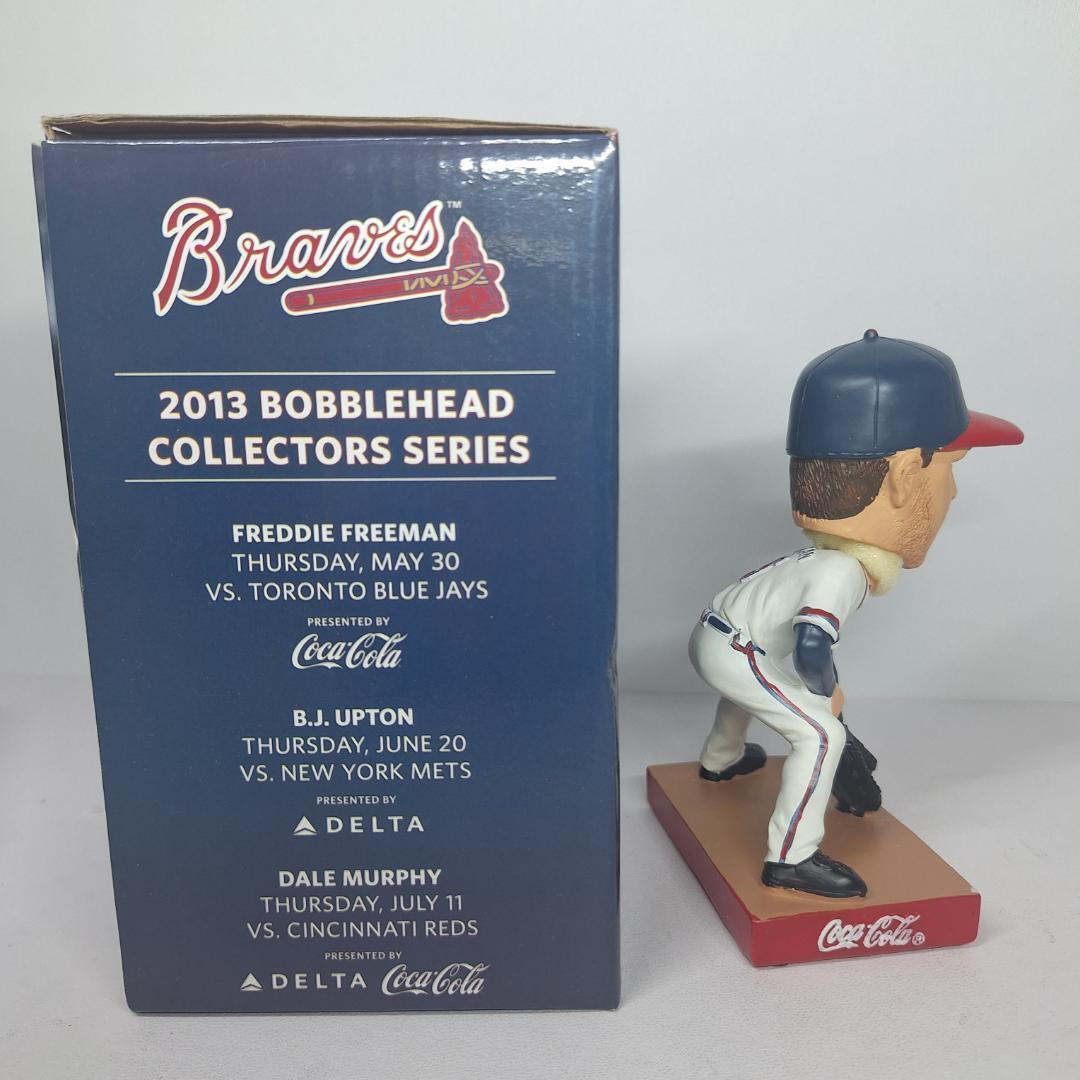 Braves™
2013 BOBBLEHEAD
COLLECTORS SERIES
FREDDIE FREEMAN
THURSDAY, MAY 30
VS. TORONTO BLUE JAYS
PRESENTED BY
Coca-Cola
B.J. UPTON
THURSDAY, JUNE 20
VS. NEW YORK METS
PRESENTED BY
DELTA
DALE MURPHY
THURSDAY, JULY 11
VS. CINCINNATI REDS
PRESENTED BY
DELTA Coca-Cola
Coca-Cola®